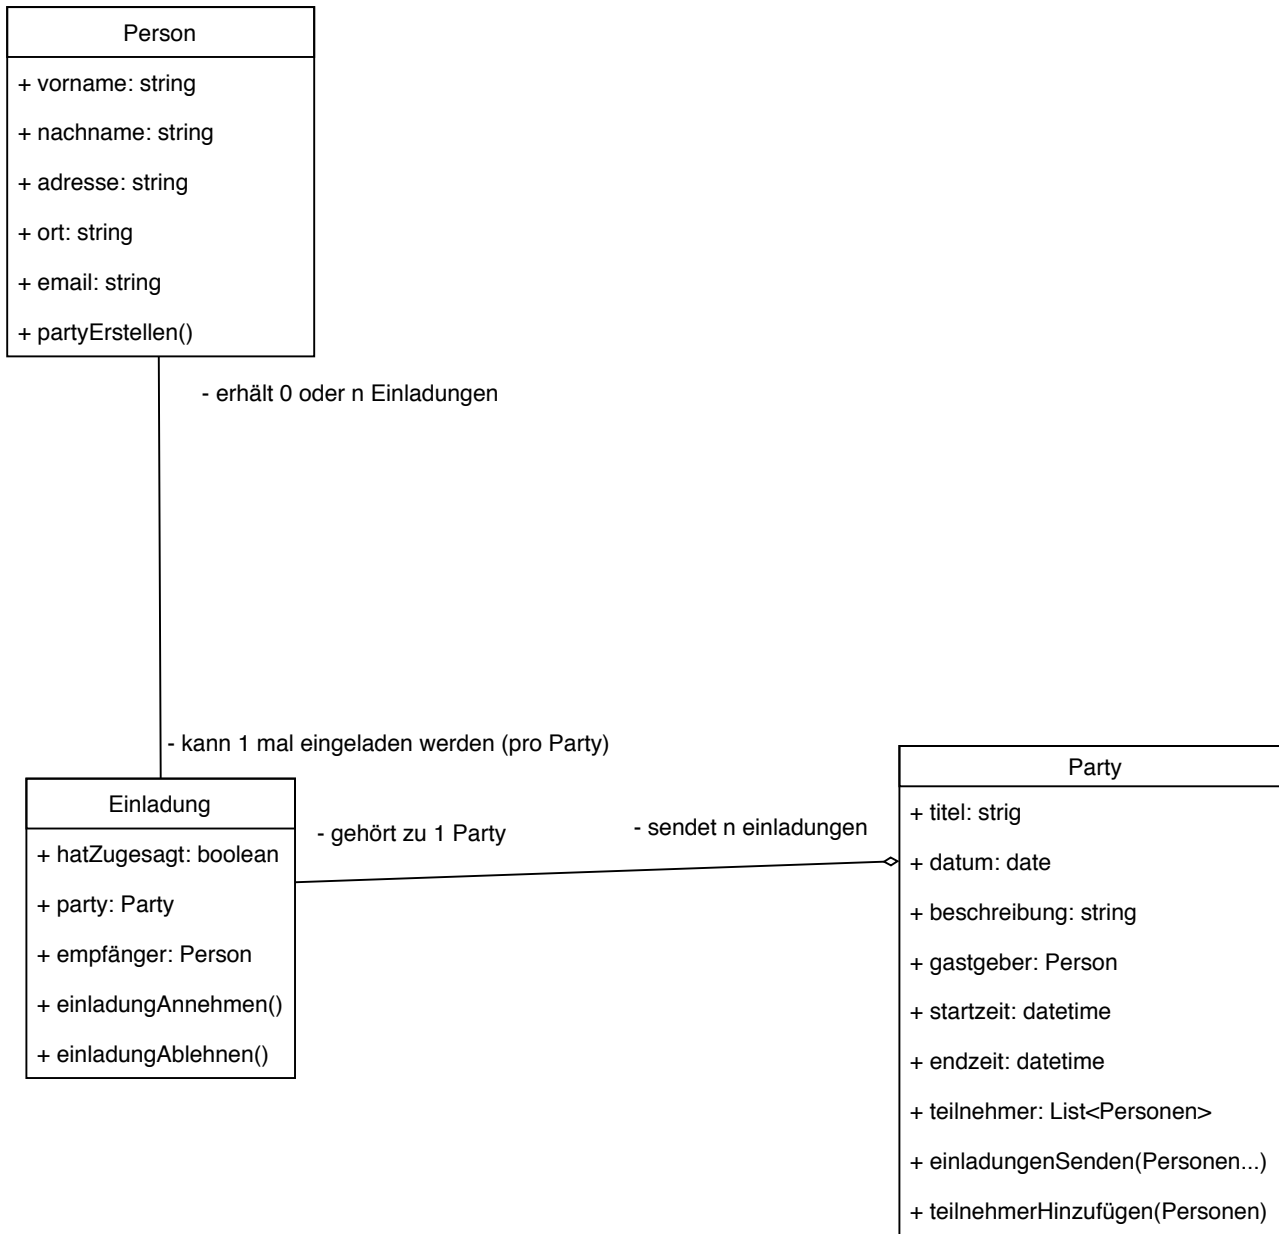 Person
+ vorname: string
+ nachname: string
+ adresse: string
+ ort: string
+ email: string
+ partyErstellen()
- erhält 0 oder n Einladungen
- kann 1 mal eingeladen werden (pro Party)
Einladung
+ hatZugesagt: boolean
+ party: Party
+ empfänger: Person
+ einladungAnnehmen()
+ einladungAblehnen()
- gehört zu 1 Party
- sendet n einladungen
Party
+ titel: strig
+ datum: date
+ beschreibung: string
+ gastgeber: Person
+ startzeit: datetime
+ endzeit: datetime
+ teilnehmer: List<Personen>
+ einladungenSenden(Personen...)
+ teilnehmerHinzufügen(Personen)